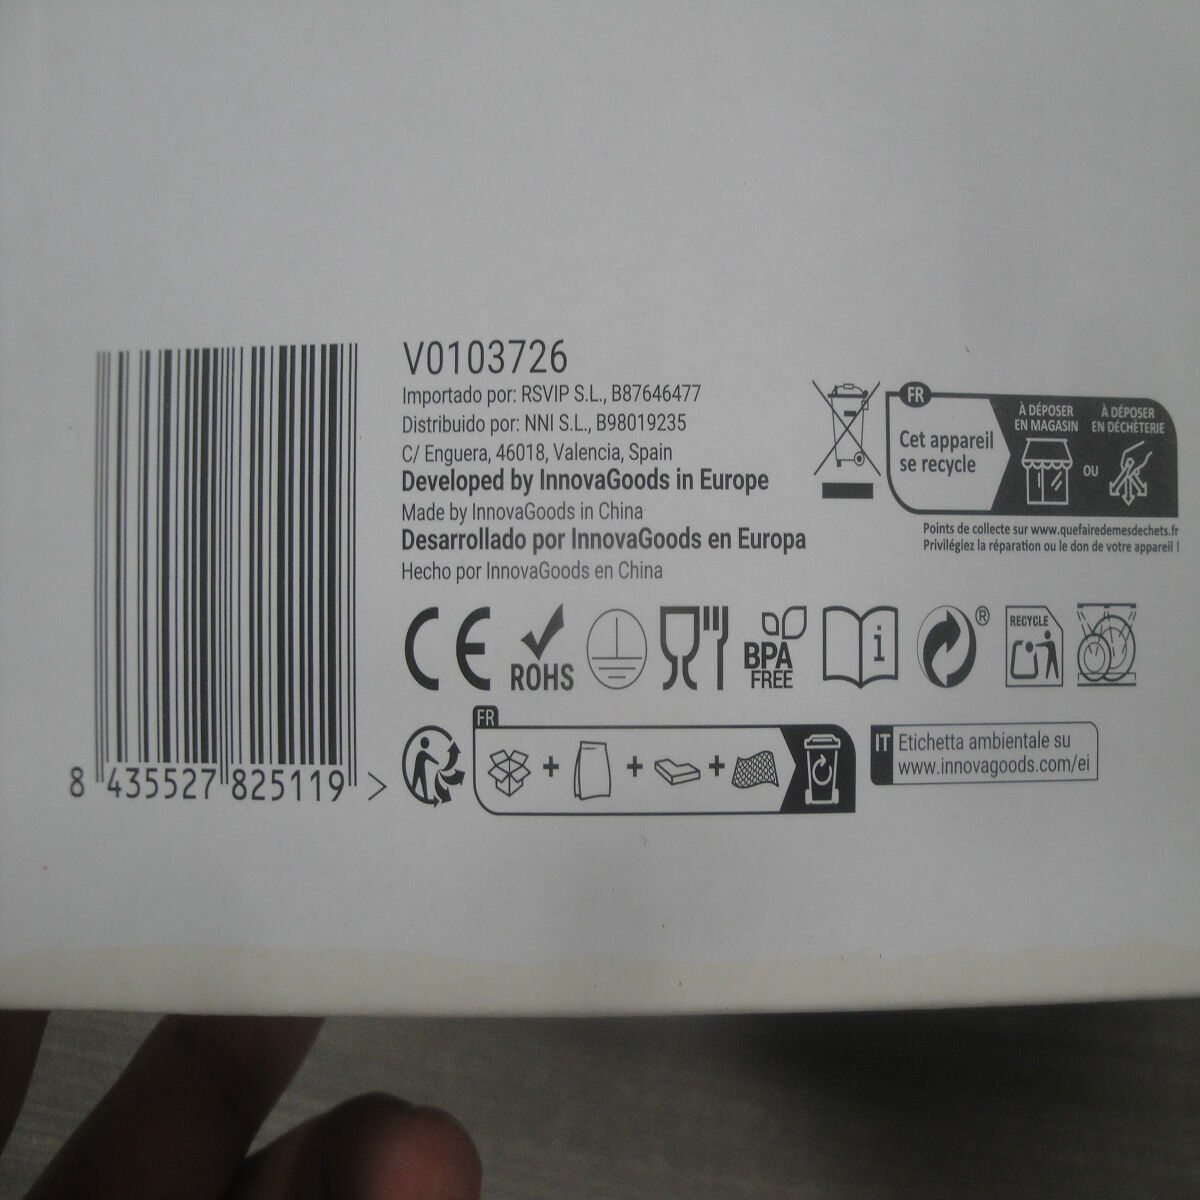 V0103726
Importado por: RSVIP S.L., B87646477
Distribuido por: NNI S.L., B98019235
C/ Enguera, 46018, Valencia, Spain
Developed by InnovaGoods in Europe
Made by InnovaGoods in China
Desarrollado por InnovaGoods en Europa
Hecho por InnovaGoods en China
FR
Cet appareil
se recycle
À DÉPOSER
EN MAGASIN
OU
À DÉPOSER
EN DÉCHÈTERIE
Points de collecte sur www.quefairedemesdechets.fr
Privilégiez la réparation ou le don de votre appareil !
CE
ROHS
BPA
FREE
i
®
RECYCLE
8 435527 825119 >
FR
+ + +
IT
Etichetta ambientale su
www.innovagoods.com/ei